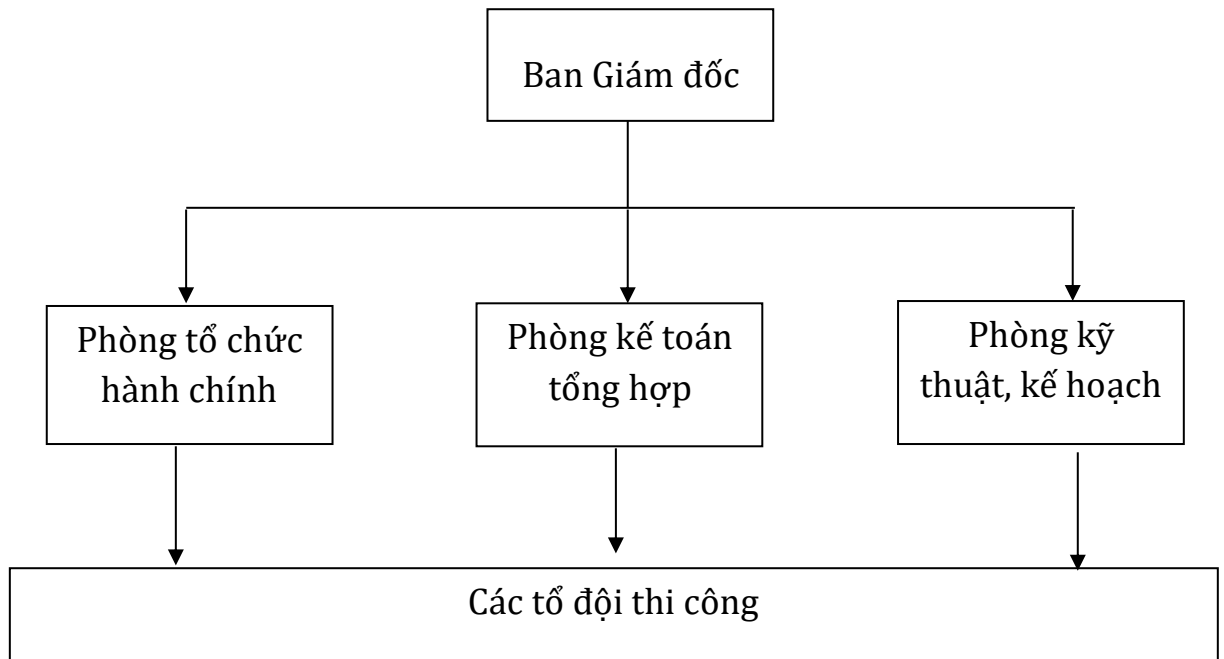 Ban Giám đốc
Phòng tổ chức
hành chính
Phòng kế toán
tổng hợp
Phòng kỹ
thuật, kế hoạch
Các tổ đội thi công